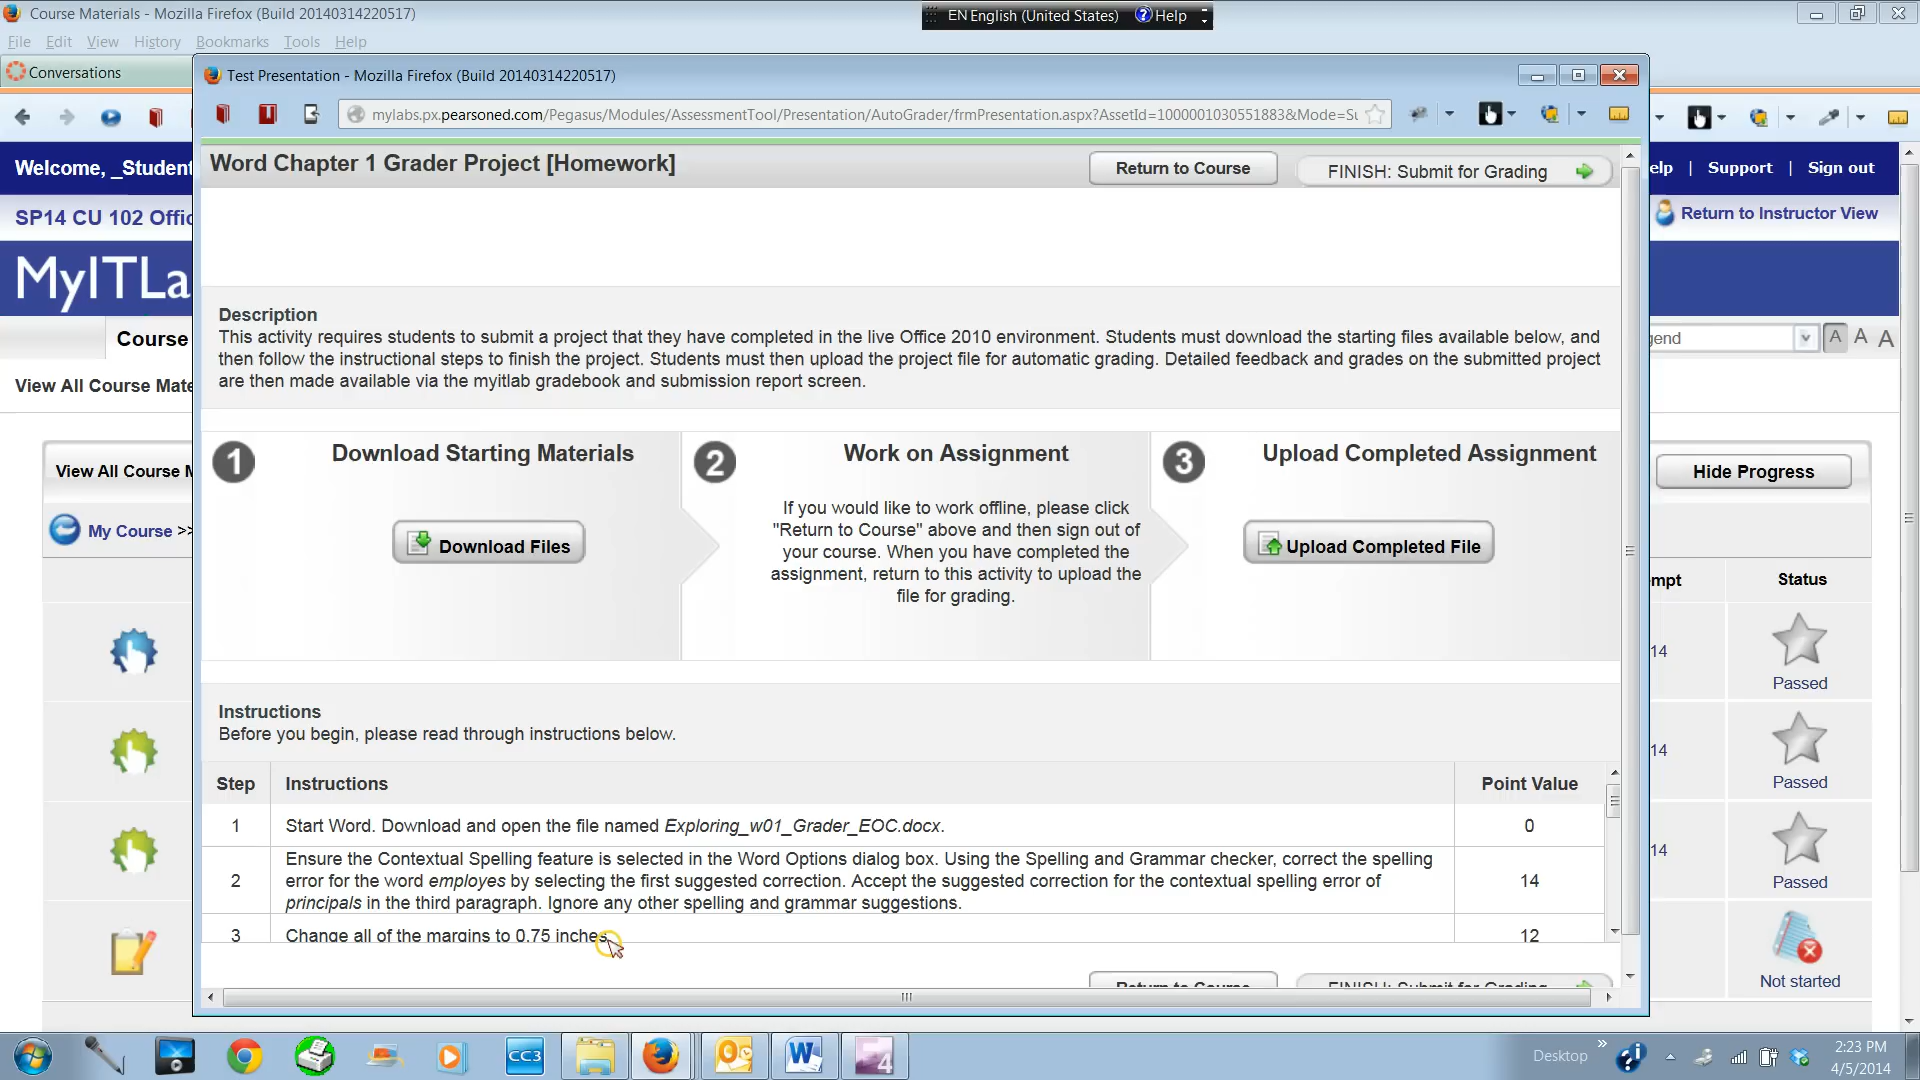 Course Materials - Mozilla Firefox (Build 20140314220517)
EN English (United States) Help
File Edit View History Bookmarks Tools Help
Conversations
Test Presentation - Mozilla Firefox (Build 20140314220517)
mylabs.px.pearsoned.com/Pegasus/Modules/AssessmentTool/Presentation/AutoGrader/frmPresentation.aspx?AssetId=10000010305518​83&Mode=Su
Welcome, _Student
Word Chapter 1 Grader Project [Homework]
Return to Course
FINISH: Submit for Grading
elp | Support | Sign out
SP14 CU 102 Offic
Return to Instructor View
MyITLa
Course
gend
A A A
View All Course Mate
Description
This activity requires students to submit a project that they have completed in the live Office 2010 environment. Students must download the starting files available below, and
then follow the instructional steps to finish the project. Students must then upload the project file for automatic grading. Detailed feedback and grades on the submitted project
are then made available via the myitlab gradebook and submission report screen.
View All Course M
Hide Progress
My Course >>
1 Download Starting Materials
Download Files
2 Work on Assignment
If you would like to work offline, please click
"Return to Course" above and then sign out of
your course. When you have completed the
assignment, return to this activity to upload the
file for grading.
3 Upload Completed Assignment
Upload Completed File
mpt Status
14 Passed
14 Passed
14 Passed
Not started
Instructions
Before you begin, please read through instructions below.
Step Instructions Point Value
1 Start Word. Download and open the file named Exploring_w01_Grader_EOC.docx. 0
Ensure the Contextual Spelling feature is selected in the Word Options dialog box. Using the Spelling and Grammar checker, correct the spelling
2 error for the word employes by selecting the first suggested correction. Accept the suggested correction for the contextual spelling error of 14
principals in the third paragraph. Ignore any other spelling and grammar suggestions.
3 Change all of the margins to 0.75 inches. 12
Return to Course
FINISH: Submit for Grading
CC3
4
Desktop
2:23 PM
4/5/2014